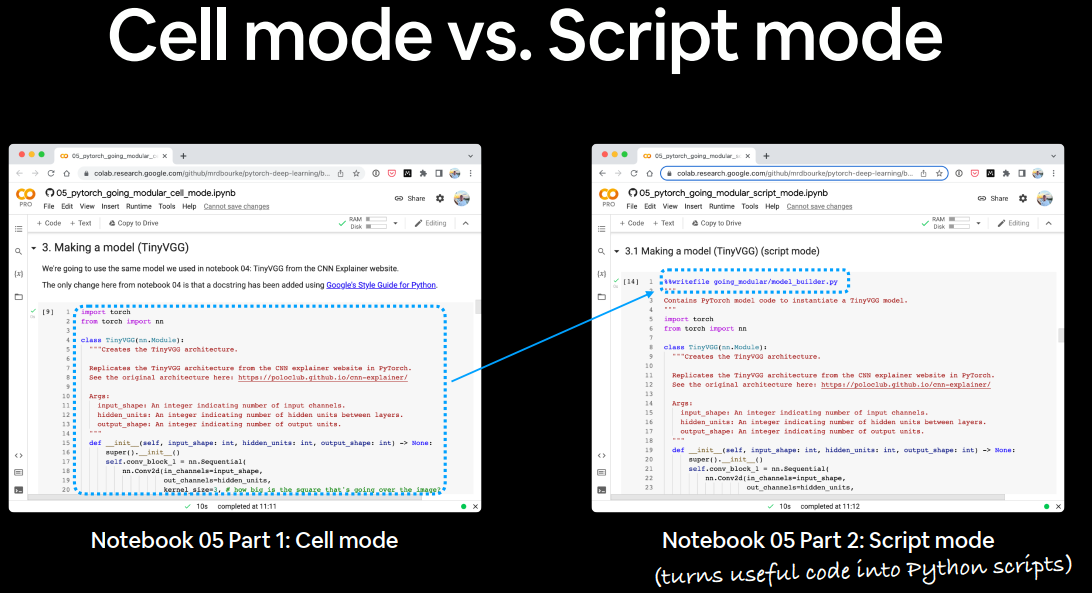 Cell mode vs. Script mode
05_pytorch_going_modular_c
colab.research.google.com/github/mrdbourke/pytorch-deep-learning/b...
05_pytorch_going_modular_cell_mode.ipynb
PRO
File Edit View Insert Runtime Tools Help Cannot save changes
Share
+ Code + Text Copy to Drive
RAM
Disk
Editing
3. Making a model (TinyVGG)
We're going to use the same model we used in notebook 04: TinyVGG from the CNN Explainer website.
The only change here from notebook 04 is that a docstring has been added using Google's Style Guide for Python.
[9]
1 import torch
2 from torch import nn
3
4 class TinyVGG(nn.Module):
5 """Creates the TinyVGG architecture.
6
7 Replicates the TinyVGG architecture from the CNN explainer website in PyTorch.
8 See the original architecture here: https://poloclub.github.io/cnn-explainer/
9
10 Args:
11 input_shape: An integer indicating number of input channels.
12 hidden_units: An integer indicating number of hidden units between layers.
13 output_shape: An integer indicating number of output units.
14 """
15 def __init__(self, input_shape: int, hidden_units: int, output_shape: int) -> None:
16 super().__init__()
17 self.conv_block_1 = nn.Sequential(
18 nn.Conv2d(in_channels=input_shape,
19 out_channels=hidden_units,
20 kernel_size=3, # how big is the square that's going over the image?
10s completed at 11:11
Notebook 05 Part 1: Cell mode
05_pytorch_going_modular_s
colab.research.google.com/github/mrdbourke/pytorch-deep-learning/b...
05_pytorch_going_modular_script_mode.ipynb
PRO
File Edit View Insert Runtime Tools Help Cannot save changes
Share
+ Code + Text Copy to Drive
RAM
Disk
Editing
3.1 Making a model (TinyVGG) (script mode)
[14]
1 %%writefile going_modular/model_builder.py
2 """
3 Contains PyTorch model code to instantiate a TinyVGG model.
4 """
5 import torch
6 from torch import nn
7
8 class TinyVGG(nn.Module):
9 """Creates the TinyVGG architecture.
10
11 Replicates the TinyVGG architecture from the CNN explainer website in PyTorch.
12 See the original architecture here: https://poloclub.github.io/cnn-explainer/
13
14 Args:
15 input_shape: An integer indicating number of input channels.
16 hidden_units: An integer indicating number of hidden units between layers.
17 output_shape: An integer indicating number of output units.
18 """
19 def __init__(self, input_shape: int, hidden_units: int, output_shape: int) -> None:
20 super().__init__()
21 self.conv_block_1 = nn.Sequential(
22 nn.Conv2d(in_channels=input_shape,
23 out_channels=hidden_units,
10s completed at 11:12
Notebook 05 Part 2: Script mode
(turns useful code into Python scripts)